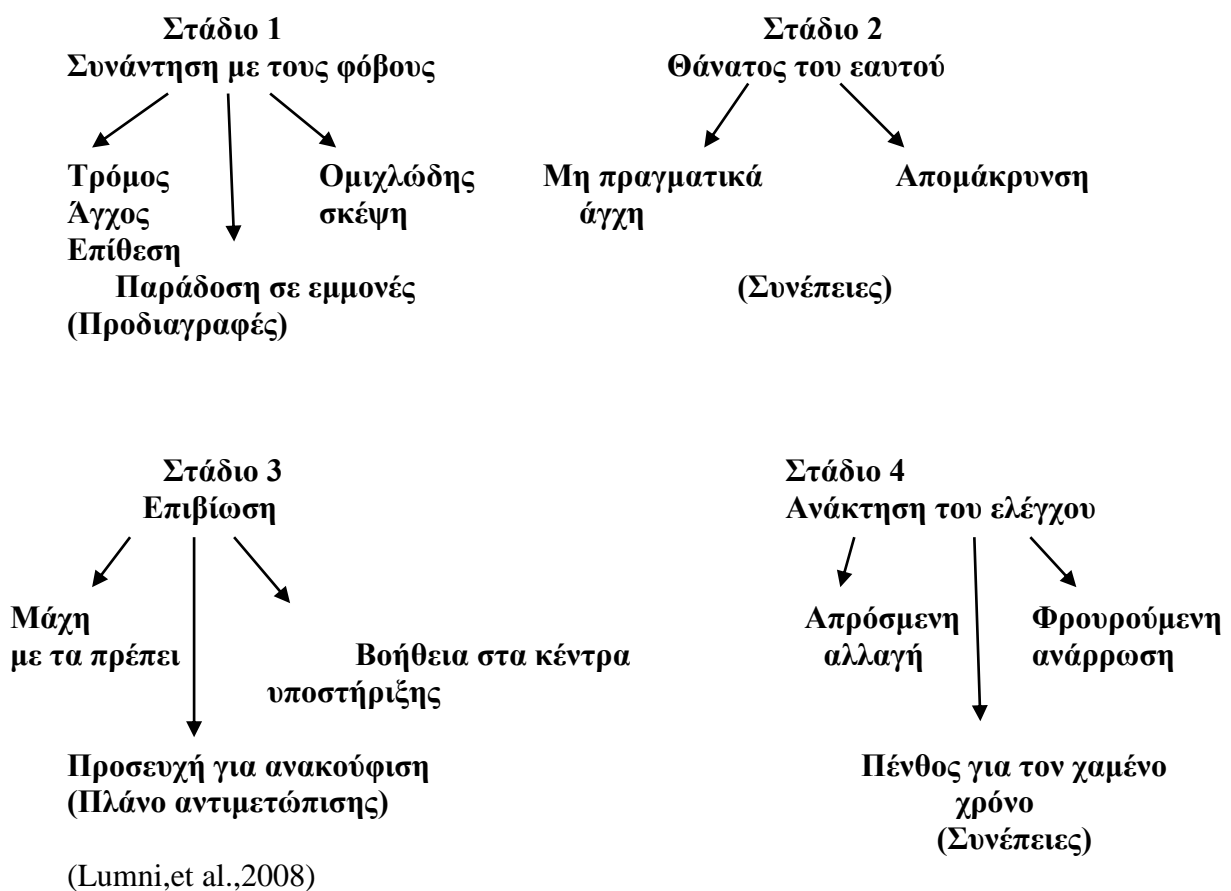 Στάδιο 1
Συνάντηση με τους φόβους
Τρόμος
Άγχος
Επίθεση
Ομιχλώδης
σκέψη
Παράδοση σε εμμονές
(Προδιαγραφές)
Στάδιο 2
Θάνατος του εαυτού
Μη πραγματικά
άγχη
Απομάκρυνση
(Συνέπειες)
Στάδιο 3
Επιβίωση
Μάχη
με τα πρέπει
Βοήθεια στα κέντρα
υποστήριξης
Προσευχή για ανακούφιση
(Πλάνο αντιμετώπισης)
Στάδιο 4
Ανάκτηση του ελέγχου
Απρόσμενη
αλλαγή
Φρουρούμενη
ανάρρωση
Πένθος για τον χαμένο
χρόνο
(Συνέπειες)
(Lumni,et al.,2008)